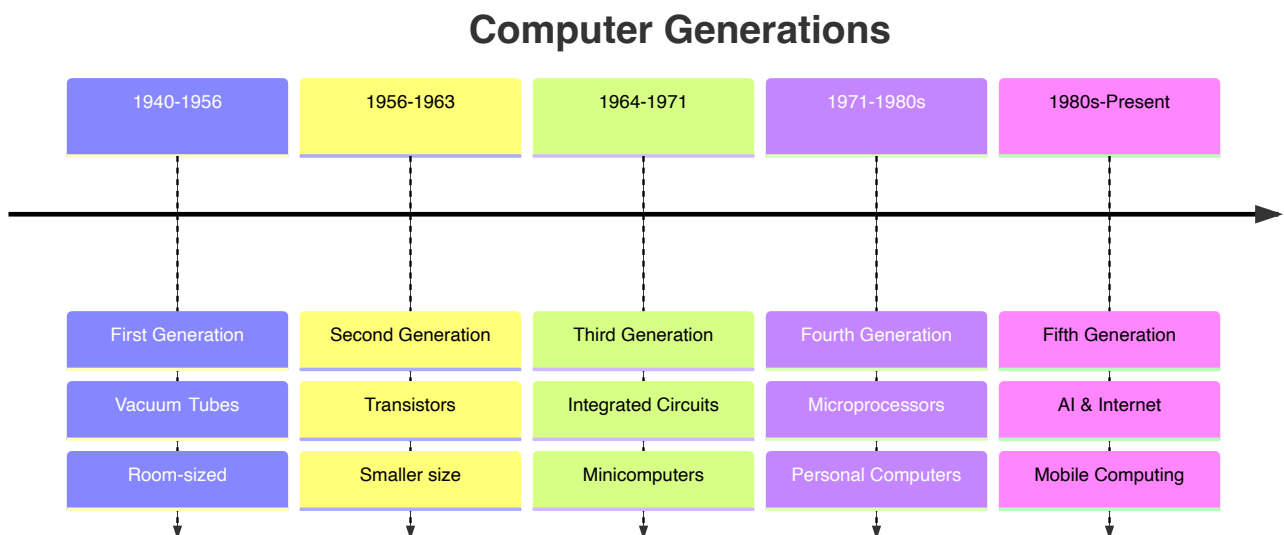 Computer Generations
1940-1956
1956-1963
1964-1971
1971-1980s
1980s-Present
First Generation
Second Generation
Third Generation
Fourth Generation
Fifth Generation
Vacuum Tubes
Transistors
Integrated Circuits
Microprocessors
AI & Internet
Room-sized
Smaller size
Minicomputers
Personal Computers
Mobile Computing